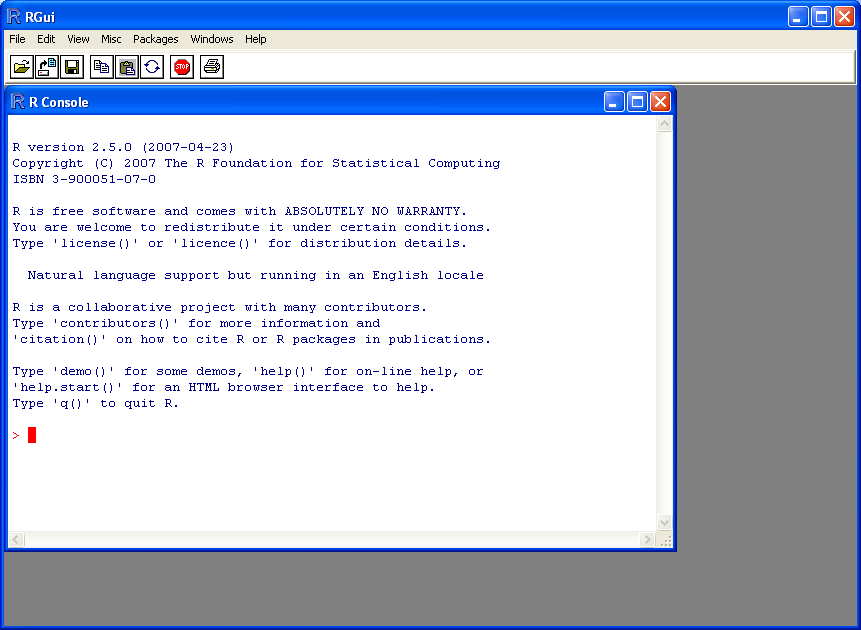 RGui
File Edit View Misc Packages Windows Help
STOP
R Console
R version 2.5.0 (2007-04-23)
Copyright (C) 2007 The R Foundation for Statistical Computing
ISBN 3-900051-07-0
R is free software and comes with ABSOLUTELY NO WARRANTY.
You are welcome to redistribute it under certain conditions.
Type 'license()' or 'licence()' for distribution details.
Natural language support but running in an English locale
R is a collaborative project with many contributors.
Type 'contributors()' for more information and
'citation()' on how to cite R or R packages in publications.
Type 'demo()' for some demos, 'help()' for on-line help, or
'help.start()' for an HTML browser interface to help.
Type 'q()' to quit R.
>